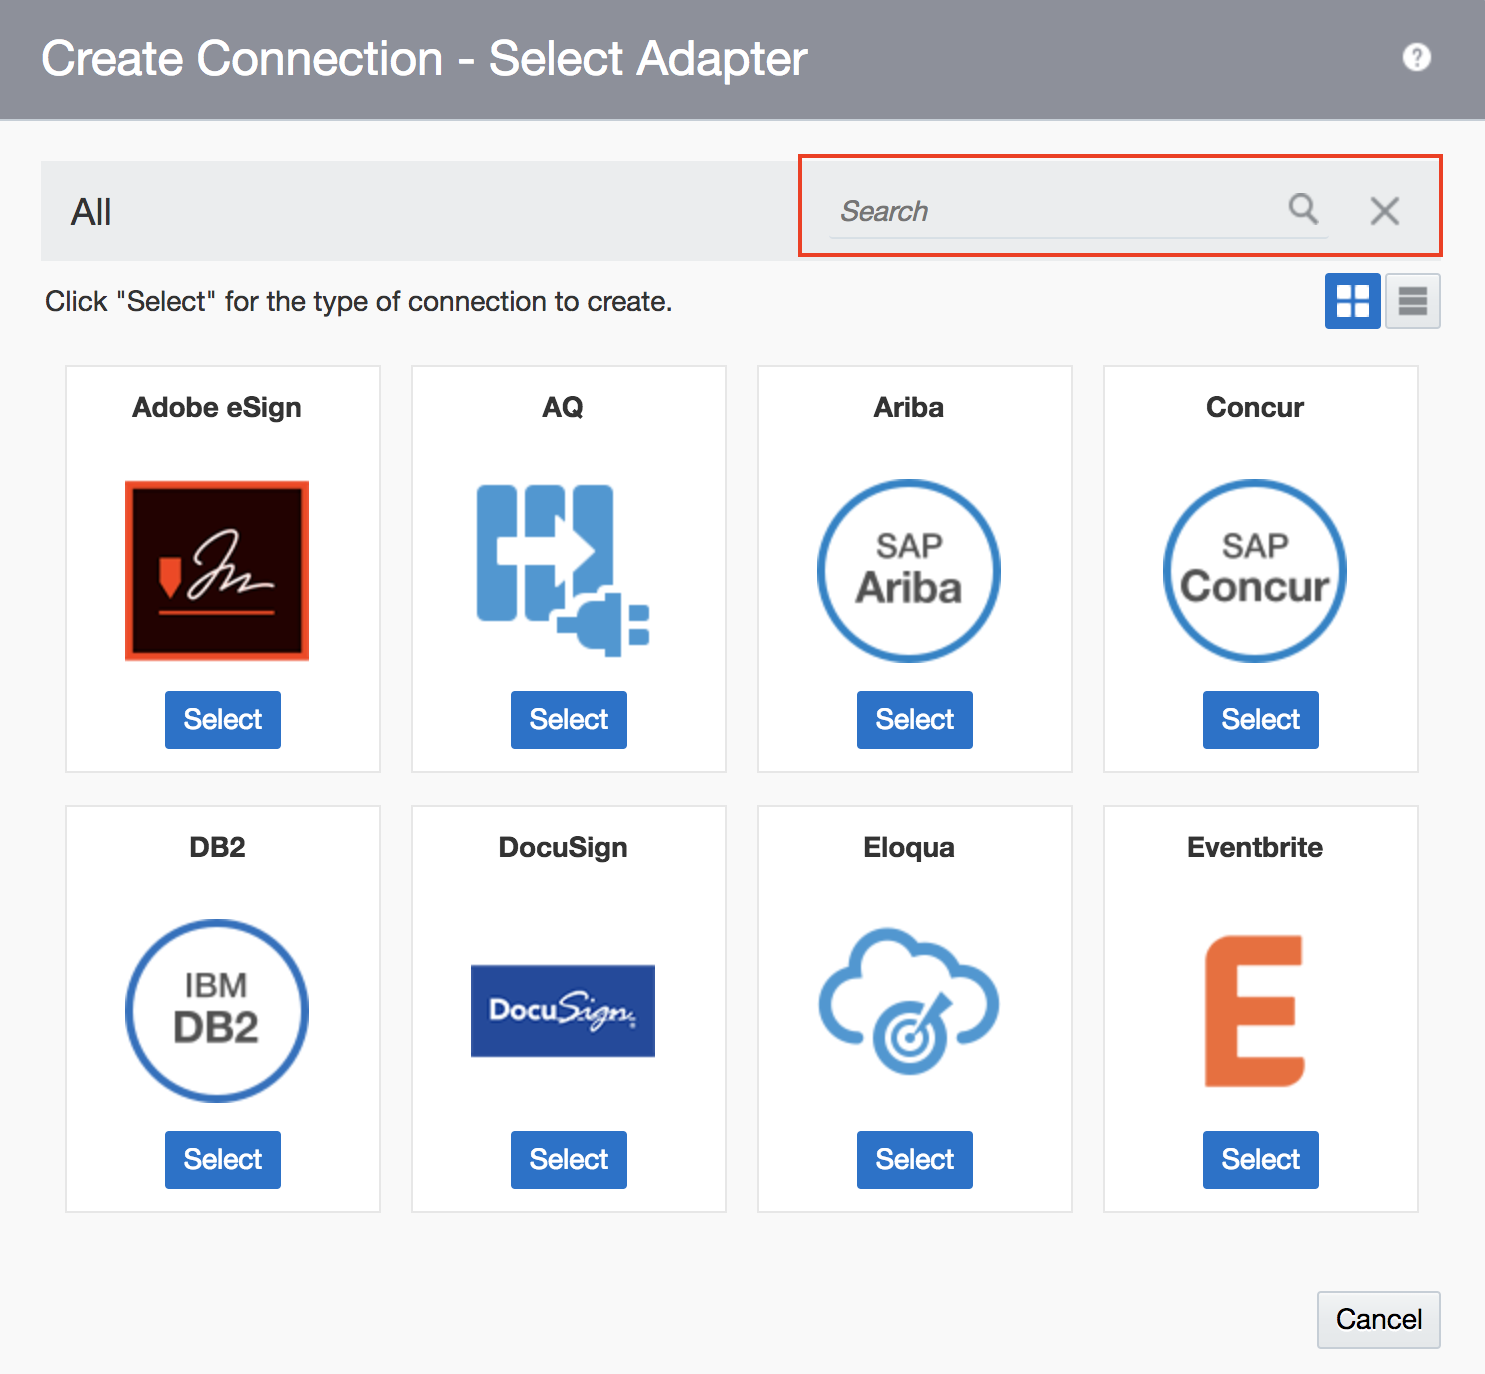 Create Connection - Select Adapter
?
All
Search
Click "Select" for the type of connection to create.
Adobe eSign
AQ
Ariba
Concur
SAP
Ariba
SAP
Concur
Select
Select
Select
Select
DB2
DocuSign
Eloqua
Eventbrite
IBM
DB2
DocuSign
E
Select
Select
Select
Select
Cancel